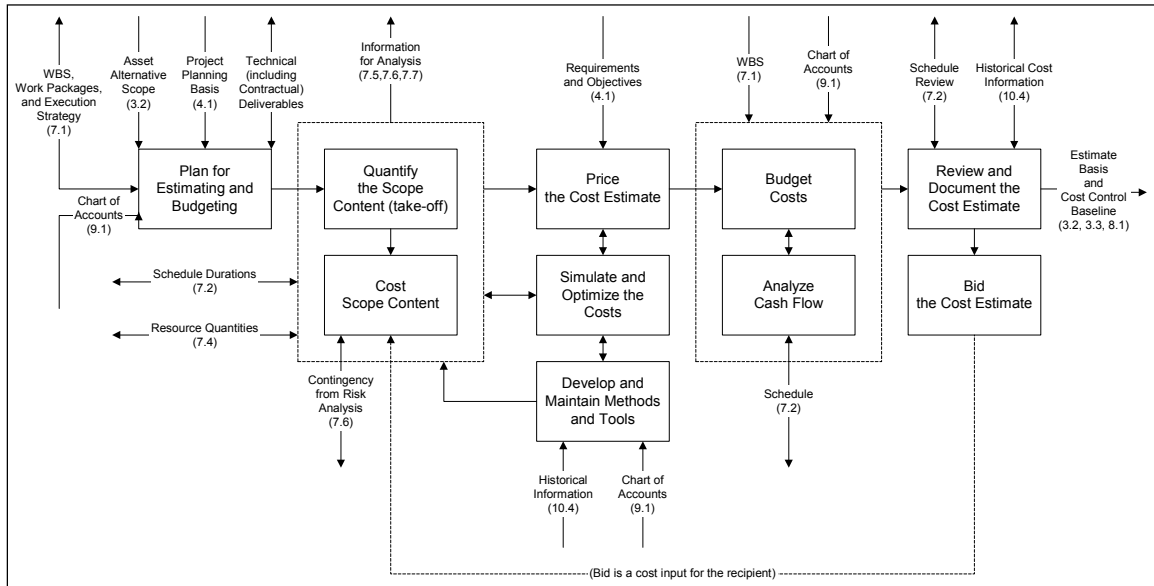 WBS,
Work Packages,
and Execution
Strategy
(7.1)
Asset
Alternative
Scope
(3.2)
Project
Planning
Basis
(4.1)
Technical
(including
Contractual)
Deliverables
Information
for Analysis
(7.5,7.6,7.7)
Requirements
and Objectives
(4.1)
WBS
(7.1)
Chart of
Accounts
(9.1)
Schedule
Review
(7.2)
Historical Cost
Information
(10.4)
Plan for
Estimating and
Budgeting
Quantify
the Scope
Content (take-off)
Price
the Cost Estimate
Budget
Costs
Review and
Document the
Cost Estimate
Estimate
Basis
and
Cost Control
Baseline
(3.2, 3.3, 8.1)
Chart of
Accounts
(9.1)
Schedule Durations
(7.2)
Resource Quantities
(7.4)
Cost
Scope Content
Simulate and
Optimize the
Costs
Analyze
Cash Flow
Bid
the Cost Estimate
Contingency
from Risk
Analysis
(7.6)
Develop and
Maintain Methods
and Tools
Schedule
(7.2)
Historical
Information
(10.4)
Chart of
Accounts
(9.1)
(Bid is a cost input for the recipient)